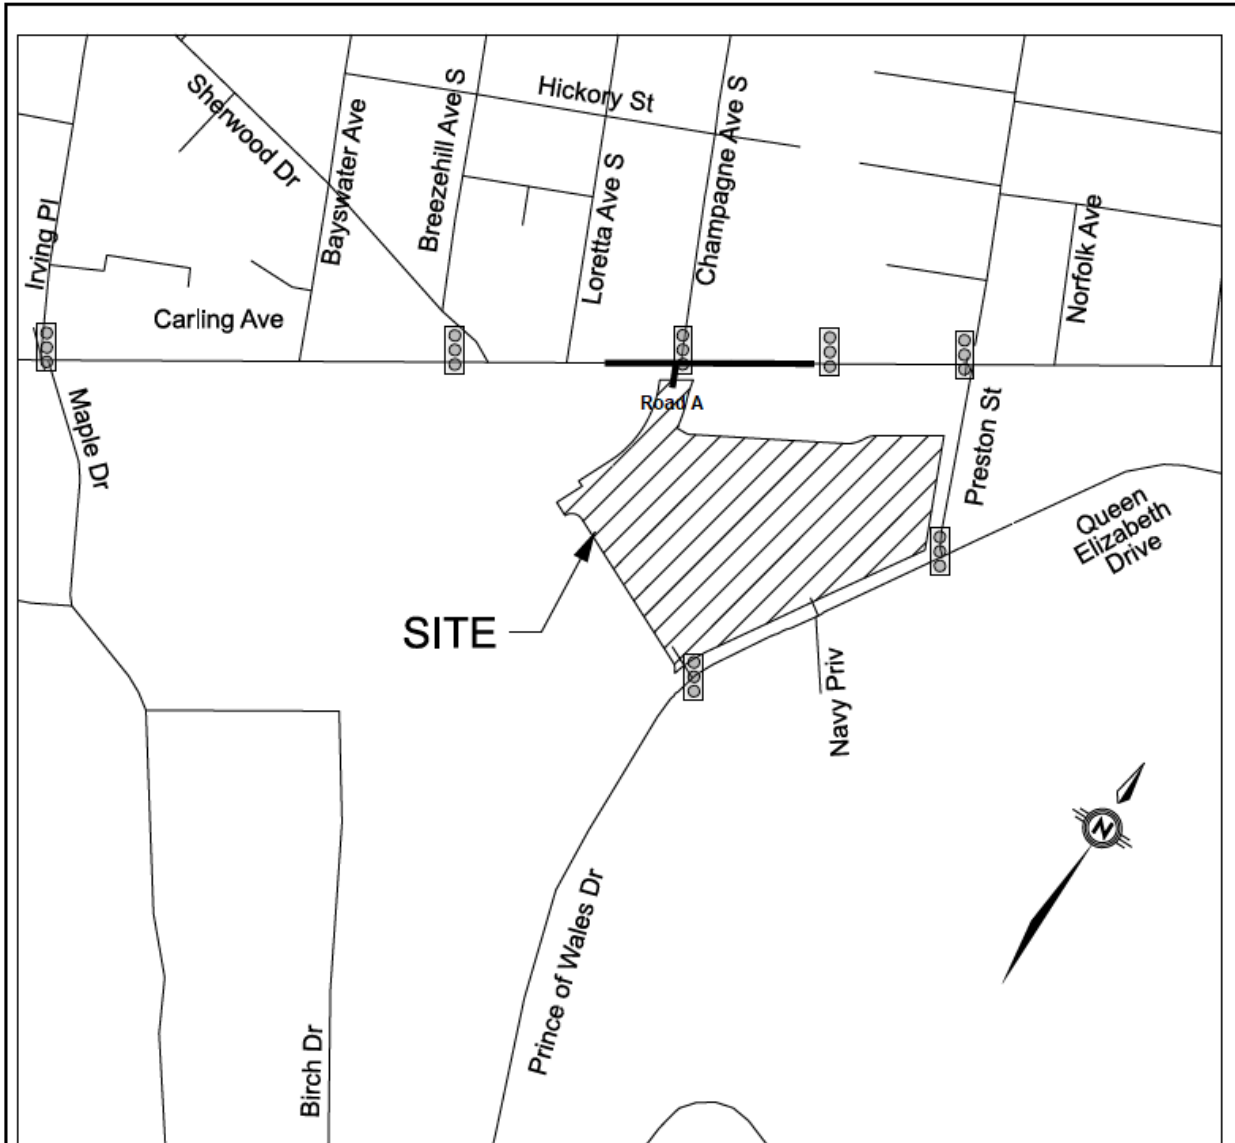 Hickory St
Sherwood Dr
Bayswater Ave
Breezehill Ave S
Loretta Ave S
Champagne Ave S
Norfolk Ave
Irving Pl
Carling Ave
Maple Dr
Road A
Preston St
Queen
Elizabeth
Drive
SITE
Navy Priv
N
Prince of Wales Dr
Birch Dr